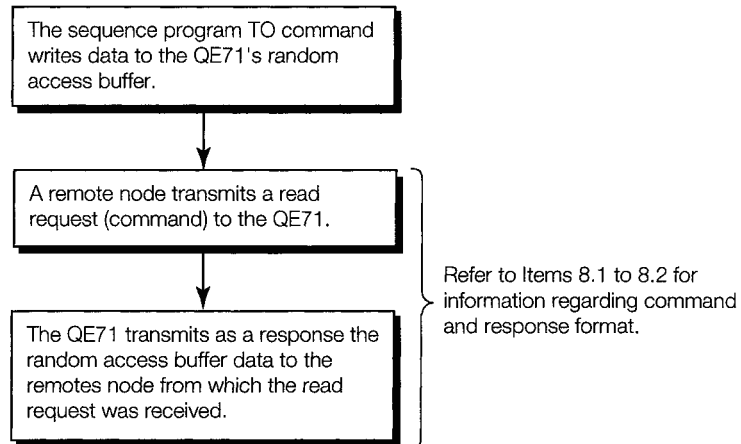 The sequence program TO command
writes data to the QE71's random
access buffer.
A remote node transmits a read
request (command) to the QE71.
The QE71 transmits as a response the
random access buffer data to the
remotes node from which the read
request was received.
Refer to Items 8.1 to 8.2 for
information regarding command
and response format.